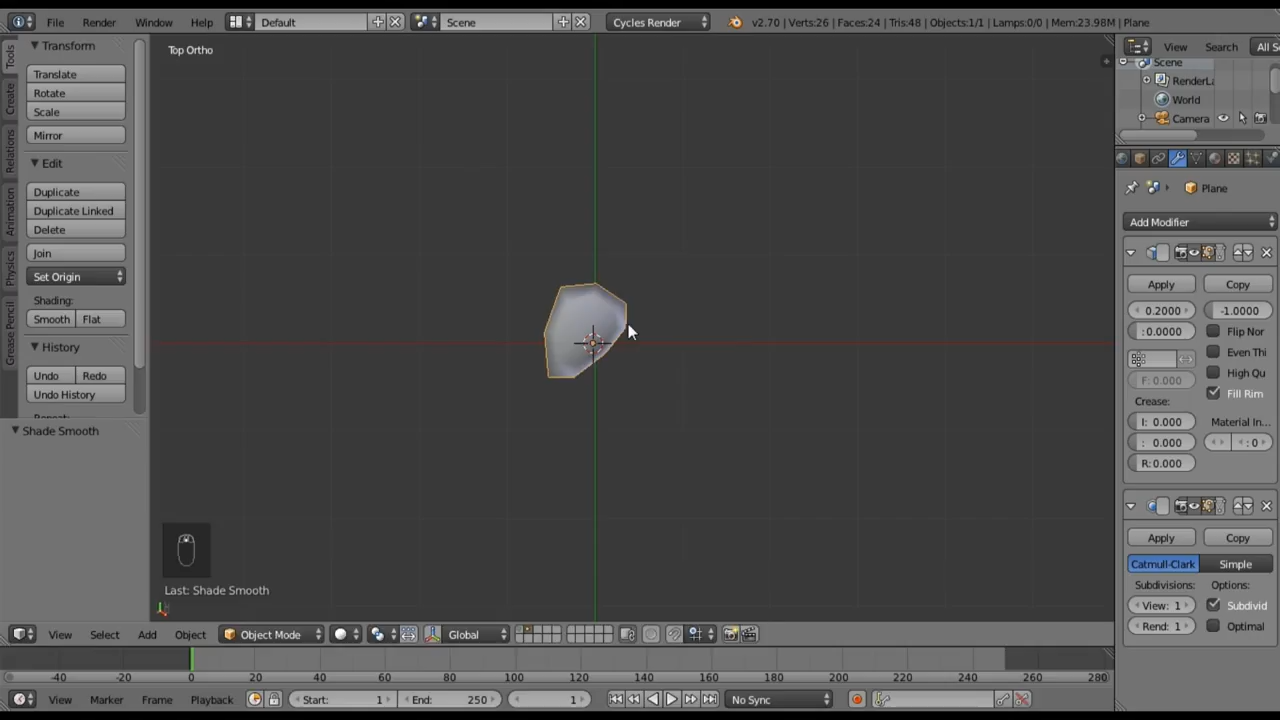 File Render Window Help Default Scene Cycles Render v2.70 | Verts:26 | Faces:24 | Tris:48 | Objects:1/1 | Lamps:0/0 | Mem:23.98M | Plane
Tools
Create
Relations
Animation
Physics
Grease Pencil
Transform
Translate
Rotate
Scale
Mirror
Edit
Duplicate
Duplicate Linked
Delete
Join
Set Origin
Shading:
Smooth Flat
History
Undo Redo
Undo History
Shade Smooth
Top Ortho
Last: Shade Smooth
View Search All S
Scene
RenderLa
World
Camera
Plane
Add Modifier
Apply Copy
0.2000 -1.0000
:0.0000 Flip Nor
Even Thi
F: 0.000 High Qu
Crease: Fill Rim
I: 0.000 Material In...
: 0.000 : 0
R:0.000
Apply Copy
Catmull-Clark Simple
Subdivisions: Options:
View: 1 Subdivid
Rend: 1 Optimal
View Select Add Object Object Mode Global
-40 -20 0 20 40 60 80 100 120 140 160 180 200 220 240 260 280
View Marker Frame Playback Start: 1 End: 250 1 No Sync